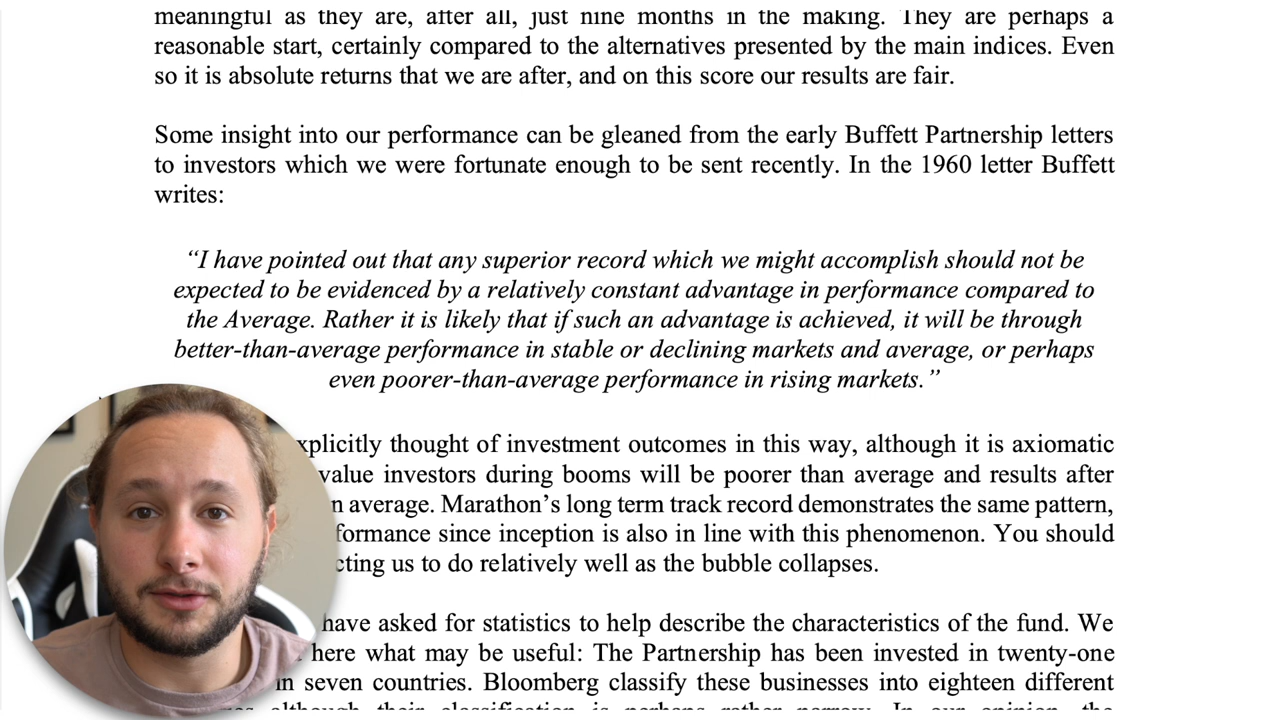 meaningful as they are, after all, just nine months in the making. They are perhaps a
reasonable start, certainly compared to the alternatives presented by the main indices. Even
so it is absolute returns that we are after, and on this score our results are fair.
Some insight into our performance can be gleaned from the early Buffett Partnership letters
to investors which we were fortunate enough to be sent recently. In the 1960 letter Buffett
writes:
“I have pointed out that any superior record which we might accomplish should not be
expected to be evidenced by a relatively constant advantage in performance compared to
the Average. Rather it is likely that if such an advantage is achieved, it will be through
better-than-average performance in stable or declining markets and average, or perhaps
even poorer-than-average performance in rising markets.”
xplicitly thought of investment outcomes in this way, although it is axiomatic
value investors during booms will be poorer than average and results after
n average. Marathon’s long term track record demonstrates the same pattern,
formance since inception is also in line with this phenomenon. You should
cting us to do relatively well as the bubble collapses.
have asked for statistics to help describe the characteristics of the fund. We
here what may be useful: The Partnership has been invested in twenty-one
in seven countries. Bloomberg classify these businesses into eighteen different
although their classification is perhaps rather narrow. In our opinion, the